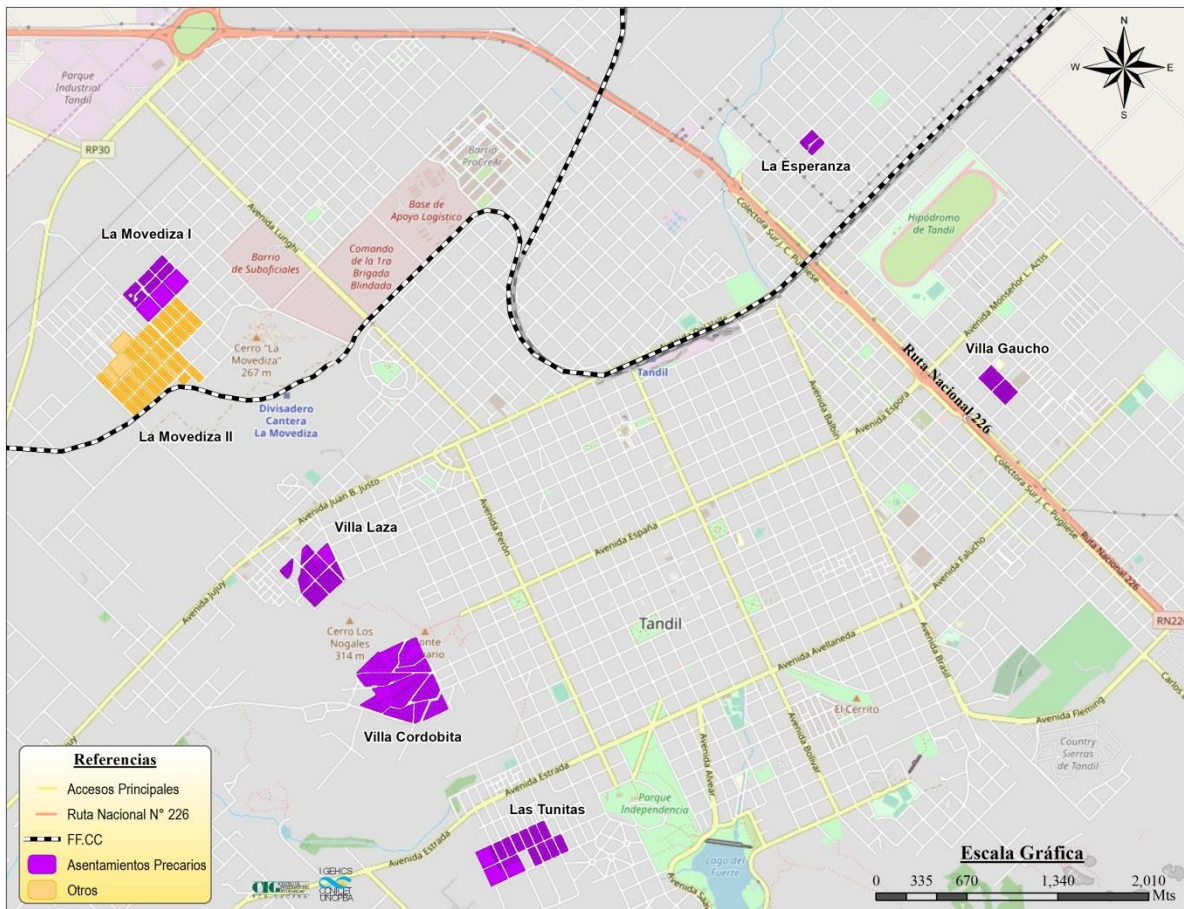 N
W
E
S
Parque
Industrial
Tandil
RP30
Avenida Lunghi
Barrio
ProCreAr
Base de
Apoyo Logístico
Comando
de la 1ra
Brigada
Blindada
Barrio
de Suboficiales
La Esperanza
Colectora Sur J. C. Pugliese
Hipódromo
de Tandil
Avenida Monseñor L. Actis
La Movediza I
Cerro "La
Movediza"
267 m
Divisadero
Cantera
La Movediza
La Movediza II
Tandil
Avenida Balbín
Avenida Espora
Ruta Nacional 226
Villa Gaucho
Colectora Sur J. C. Pugliese
Ruta Nacional 226
RN226
Avenida Juan B. Justo
Avenida Perón
Avenida España
Avenida Falucho
Villa Laza
Avenida Jujuy
Cerro Los
Nogales
314 m
Tandil
Avenida Avellaneda
Avenida Brasil
El Cerrito
Avenida Fleming
Country
Sierras
de Tandil
Villa Cordobita
Avenida Estrada
Avenida Estrada
Avenida Alvear
Avenida Bolívar
Parque
Independencia
Las Tunitas
Lago del
Fuerte
Referencias
Accesos Principales
Ruta Nacional N° 226
FF.CC
Asentamientos Precarios
Otros
CIG
IGEHCS
CONICET
UNCPBA
Escala Gráfica
0 335 670 1,340 2,010
Mts